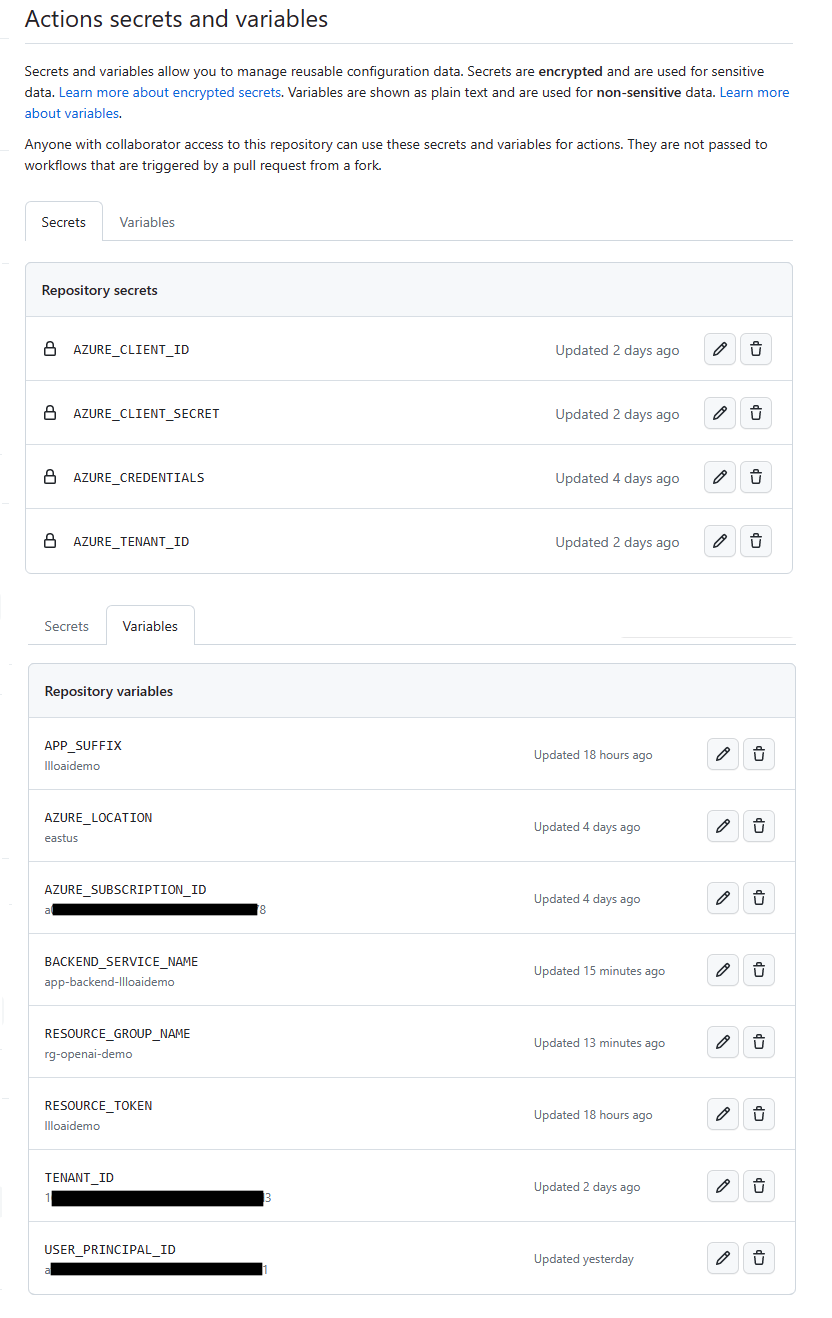 Actions secrets and variables
Secrets and variables allow you to manage reusable configuration data. Secrets are encrypted and are used for sensitive
data. Learn more about encrypted secrets. Variables are shown as plain text and are used for non-sensitive data. Learn more
about variables.
Anyone with collaborator access to this repository can use these secrets and variables for actions. They are not passed to
workflows that are triggered by a pull request from a fork.
Secrets Variables
Repository secrets
AZURE_CLIENT_ID Updated 2 days ago
AZURE_CLIENT_SECRET Updated 2 days ago
AZURE_CREDENTIALS Updated 4 days ago
AZURE_TENANT_ID Updated 2 days ago
Secrets Variables
Repository variables
APP_SUFFIX
llloaidemo
Updated 18 hours ago
AZURE_LOCATION
eastus
Updated 4 days ago
AZURE_SUBSCRIPTION_ID
a 8
Updated 4 days ago
BACKEND_SERVICE_NAME
app-backend-llloaidemo
Updated 15 minutes ago
RESOURCE_GROUP_NAME
rg-openai-demo
Updated 13 minutes ago
RESOURCE_TOKEN
llloaidemo
Updated 18 hours ago
TENANT_ID
1 3
Updated 2 days ago
USER_PRINCIPAL_ID
a 1
Updated yesterday